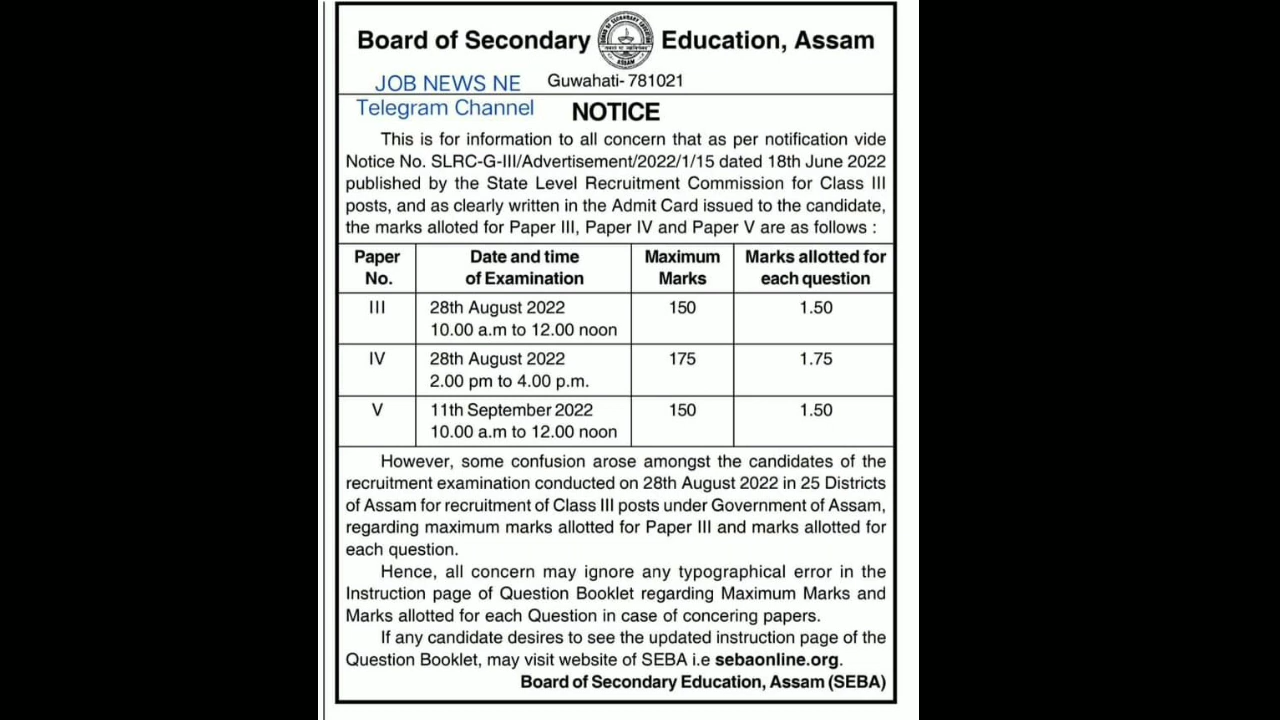 Board of Secondary Education, Assam
JOB NEWS NE Guwahati- 781021
Telegram Channel NOTICE
This is for information to all concern that as per notification vide
Notice No. SLRC-G-III/Advertisement/2022/1/15 dated 18th June 2022
published by the State Level Recruitment Commission for Class III
posts, and as clearly written in the Admit Card issued to the candidate,
the marks alloted for Paper III, Paper IV and Paper V are as follows :
Paper No. Date and time of Examination Maximum Marks Marks allotted for each question
III 28th August 2022 150 1.50
10.00 a.m to 12.00 noon
IV 28th August 2022 175 1.75
2.00 pm to 4.00 p.m.
V 11th September 2022 150 1.50
10.00 a.m to 12.00 noon
However, some confusion arose amongst the candidates of the
recruitment examination conducted on 28th August 2022 in 25 Districts
of Assam for recruitment of Class III posts under Government of Assam,
regarding maximum marks allotted for Paper III and marks allotted for
each question.
Hence, all concern may ignore any typographical error in the
Instruction page of Question Booklet regarding Maximum Marks and
Marks allotted for each Question in case of concering papers.
If any candidate desires to see the updated instruction page of the
Question Booklet, may visit website of SEBA i.e sebaonline.org.
Board of Secondary Education, Assam (SEBA)